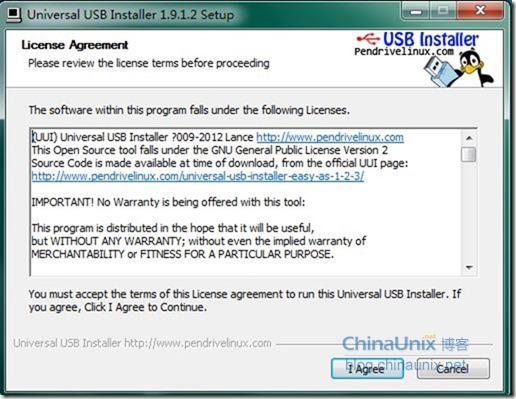 Universal USB Installer 1.9.1.2 Setup
License Agreement
Please review the license terms before proceeding
USB Installer
Pendrivelinux.com
The software within this program falls under the following Licenses.
(UUI) Universal USB Installer ?009-2012 Lance http://www.pendrivelinux.com
This Open Source tool falls under the GNU General Public License Version 2
Source Code is made available at time of download, from the official UUI page:
http://www.pendrivelinux.com/universal-usb-installer-easy-as-1-2-3/
IMPORTANT! No Warranty is being offered with this tool:
This program is distributed in the hope that it will be useful,
but WITHOUT ANY WARRANTY; without even the implied warranty of
MERCHANTABILITY or FITNESS FOR A PARTICULAR PURPOSE.
You must accept the terms of this License agreement to run this Universal USB Installer. If
you agree, Click I Agree to Continue.
Universal USB Installer http://www.pendrivelinux.com
ChinaUnix.net 博客
blog.chinaunix.net
I Agree
Cancel